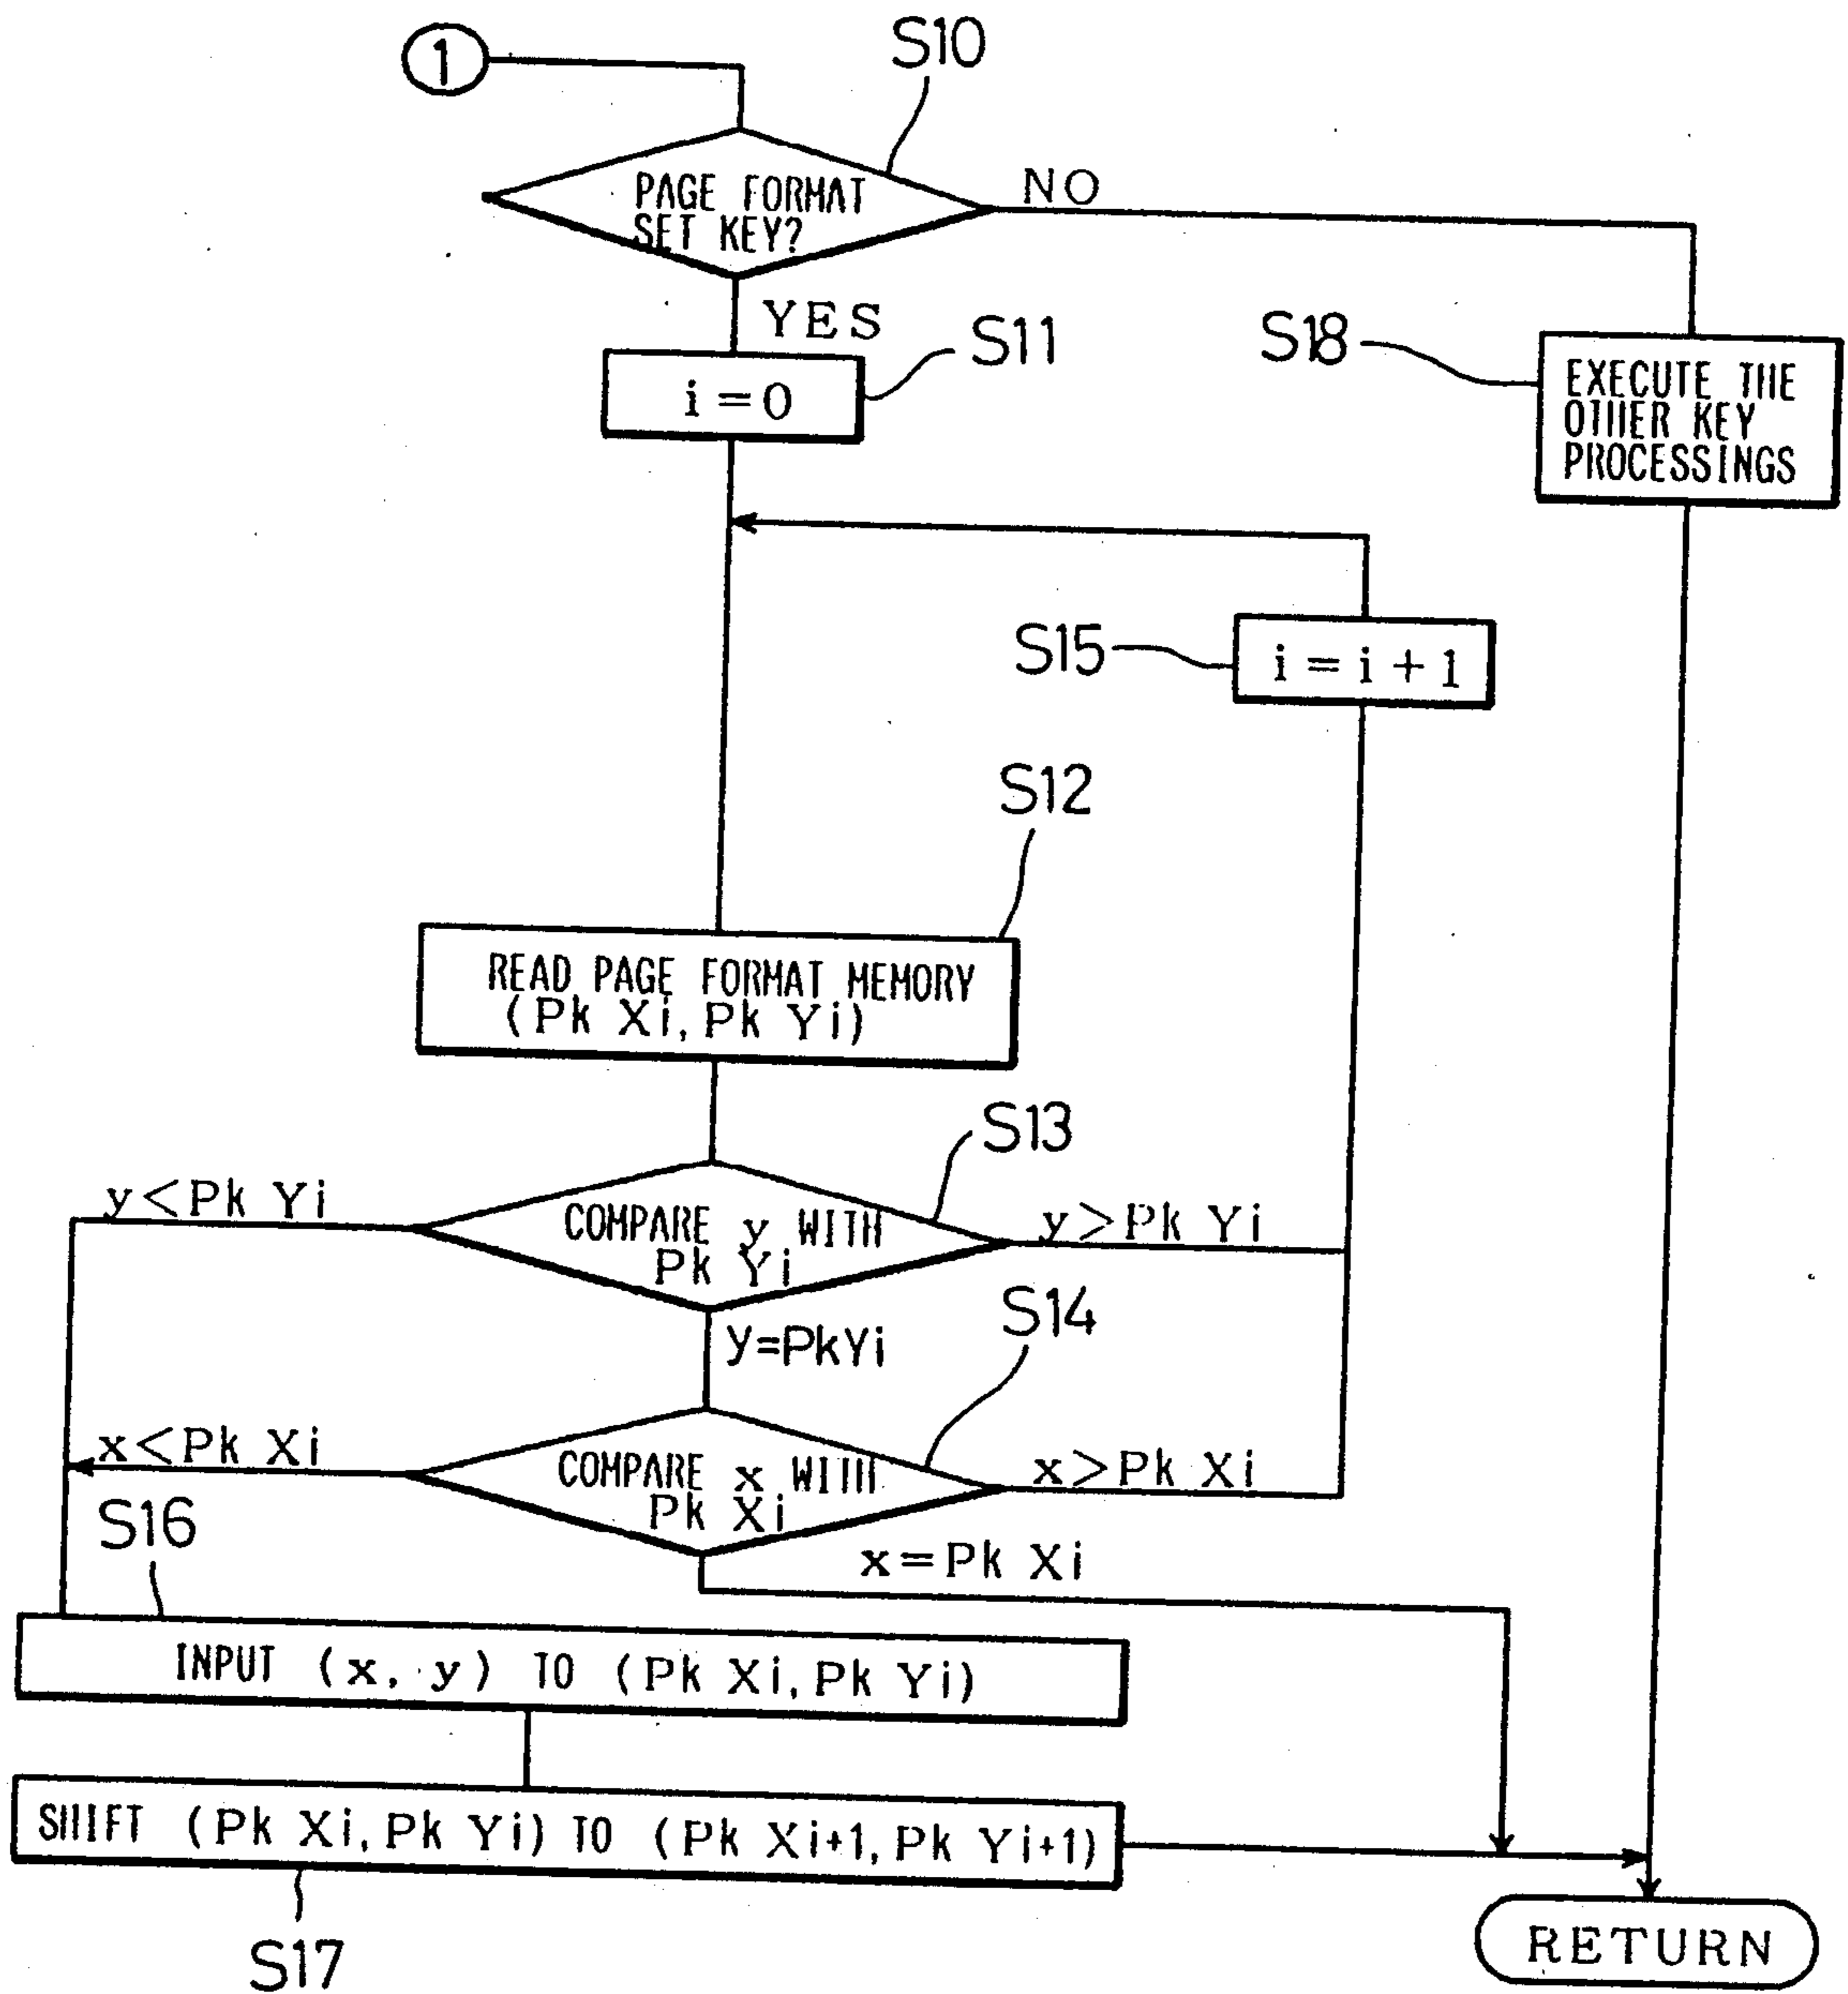 1
S10
PAGE FORMAT
SET KEY?
NO
YES
S11
i = 0
S18
EXECUTE THE
OTHER KEY
PROCESSINGS
S15
i = i + 1
S12
READ PAGE FORMAT MEMORY
(Pk Xi, Pk Yi)
S13
y<Pk Yi
COMPARE y WITH
Pk Yi
y>Pk Yi
S14
y=PkYi
x<Pk Xi
COMPARE x WITH
Pk Xi
x>Pk Xi
S16
x=Pk Xi
INPUT (x, y) TO (Pk Xi, Pk Yi)
SHIFT (Pk Xi, Pk Yi) TO (Pk Xi+1, Pk Yi+1)
S17
RETURN